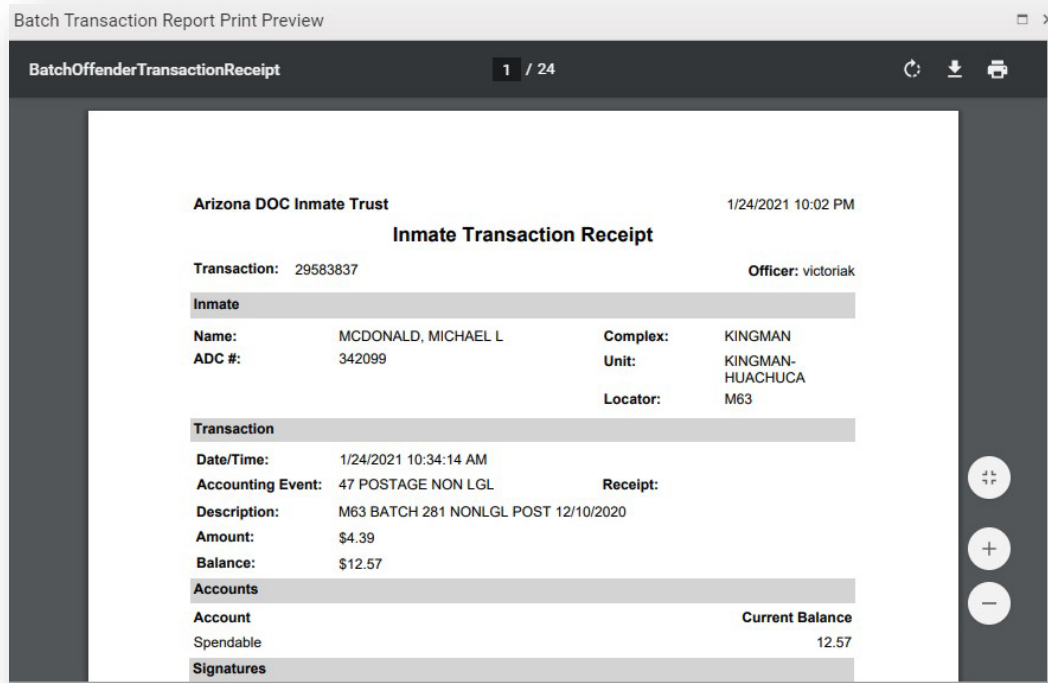 Batch Transaction Report Print Preview
BatchOffenderTransactionReceipt 1 / 24
Arizona DOC Inmate Trust 1/24/2021 10:02 PM
Inmate Transaction Receipt
Transaction: 29583837 Officer: victoriak
Inmate
Name: MCDONALD, MICHAEL L Complex: KINGMAN
ADC #: 342099 Unit: KINGMAN-
HUACHUCA
Locator: M63
Transaction
Date/Time: 1/24/2021 10:34:14 AM
Accounting Event: 47 POSTAGE NON LGL Receipt:
Description: M63 BATCH 281 NONLGL POST 12/10/2020
Amount: $4.39
Balance: $12.57
Accounts
Account Current Balance
Spendable 12.57
Signatures